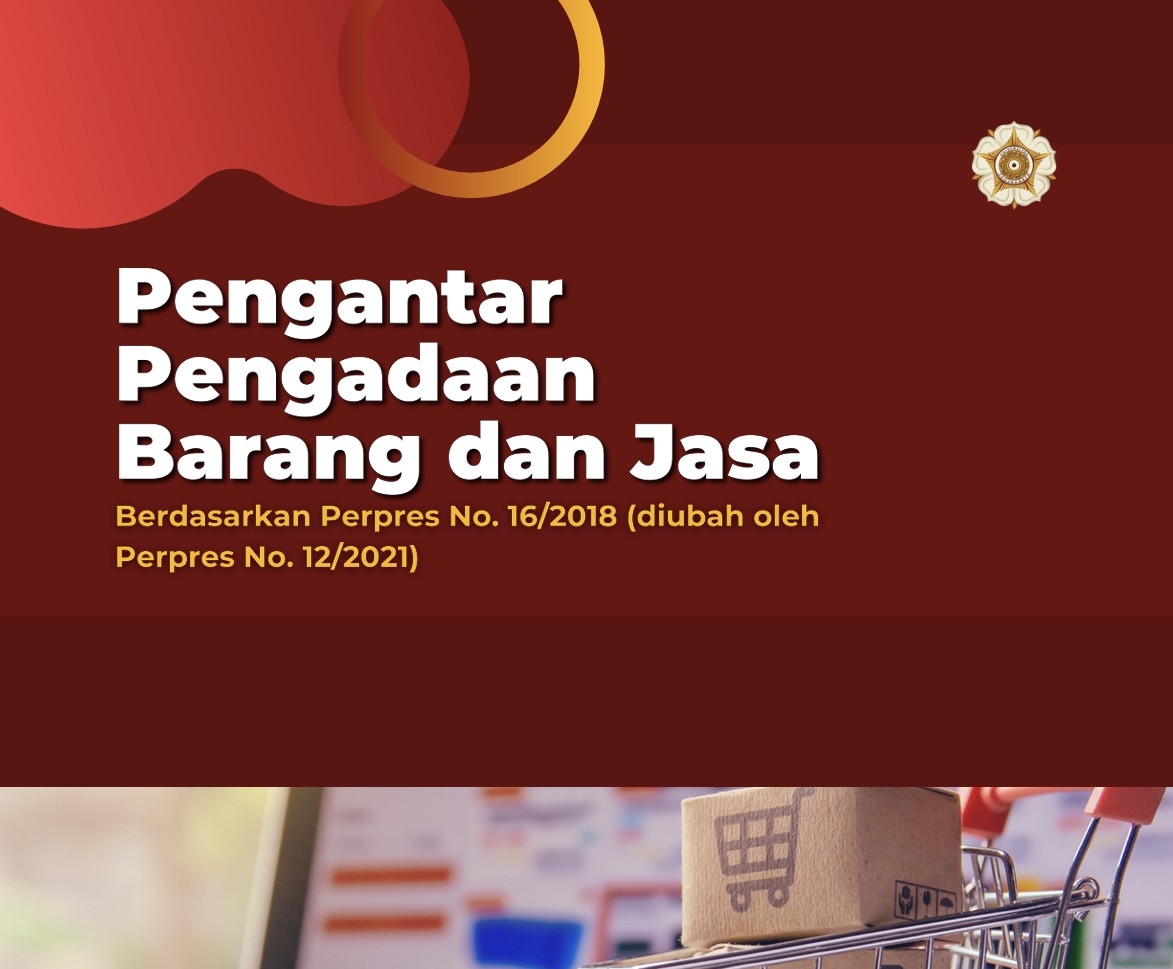 Pengantar
Pengadaan
Barang dan Jasa
Berdasarkan Perpres No. 16/2018 (diubah oleh
Perpres No. 12/2021)